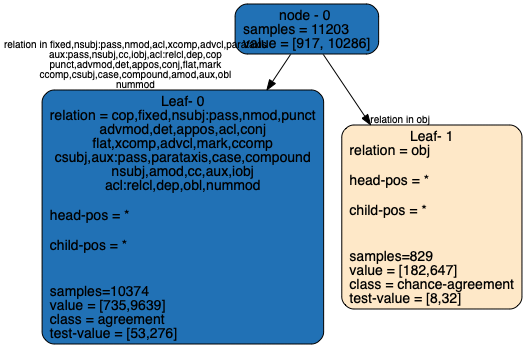 node - 0
samples = 11203
value = [917, 10286]
relation in fixed,nsubj:pass,nmod,acl,xcomp,advcl,parataxis
aux:pass,nsubj,cc,iobj,acl:relcl,dep,cop
punct,advmod,det,appos,conj,flat,mark
ccomp,csubj,case,compound,amod,aux,obl
nummod
relation in obj
Leaf- 0
relation = cop,fixed,nsubj:pass,nmod,punct
advmod,det,appos,acl,conj
flat,xcomp,advcl,mark,ccomp
csubj,aux:pass,parataxis,case,compound
nsubj,amod,cc,aux,iobj
acl:relcl,dep,obl,nummod
head-pos = *
child-pos = *
samples=10374
value = [735,9639]
class = agreement
test-value = [53,276]
Leaf- 1
relation = obj
head-pos = *
child-pos = *
samples=829
value = [182,647]
class = chance-agreement
test-value = [8,32]